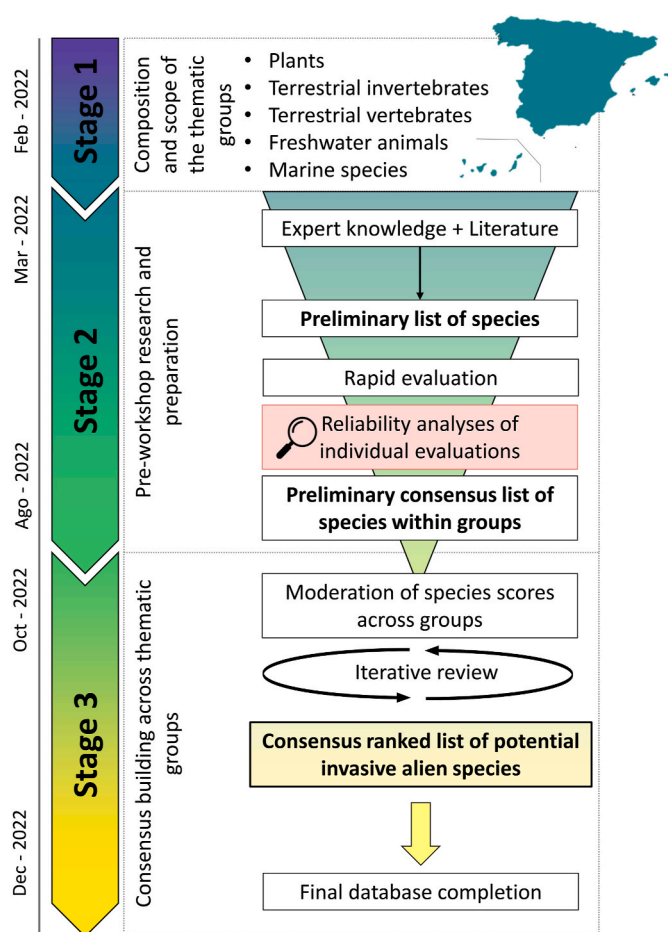 Feb - 2022
Stage 1
Composition
and scope of
the thematic
groups
• Plants
• Terrestrial invertebrates
• Terrestrial vertebrates
• Freshwater animals
• Marine species
Mar - 2022
Stage 2
Ago - 2022
Pre-workshop research and
preparation
Expert knowledge + Literature
Preliminary list of species
Rapid evaluation
Reliability analyses of
individual evaluations
Preliminary consensus list of
species within groups
Oct - 2022
Stage 3
Dec - 2022
Consensus building across thematic
groups
Moderation of species scores
across groups
Iterative review
Consensus ranked list of potential
invasive alien species
Final database completion